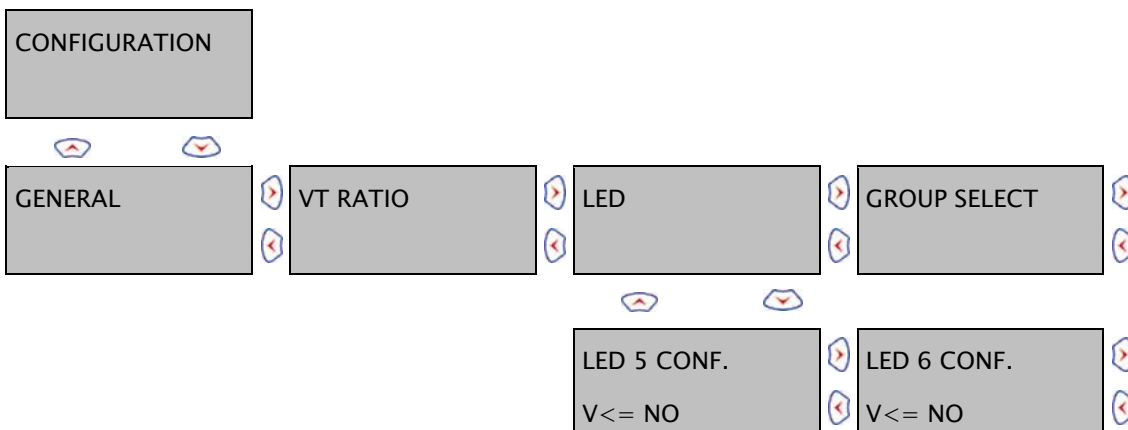 CONFIGURATION
GENERAL
VT RATIO
LED
GROUP SELECT
LED 5 CONF.
V<= NO
LED 6 CONF.
V<= NO